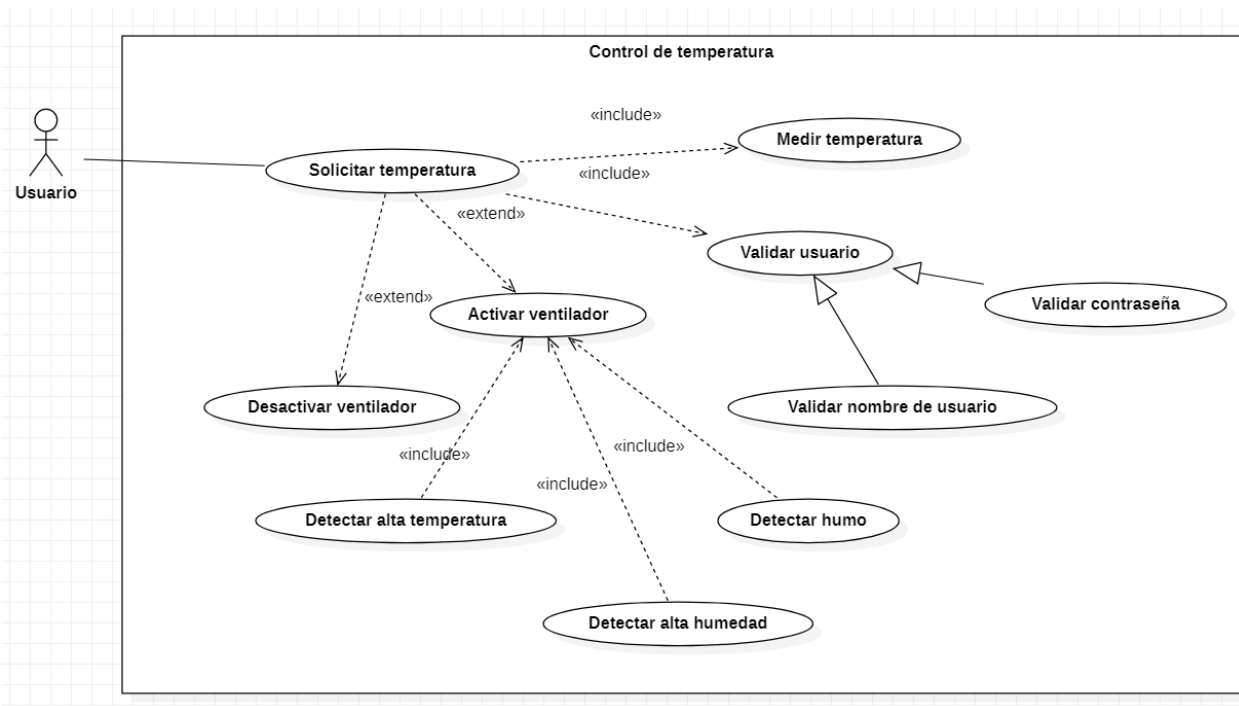 Control de temperatura
«include»
Medir temperatura
Solicitar temperatura
«include»
Usuario
«extend»
Validar usuario
«extend»
Activar ventilador
Validar contraseña
Desactivar ventilador
Validar nombre de usuario
«include»
«include»
«include»
Detectar alta temperatura
Detectar humo
Detectar alta humedad